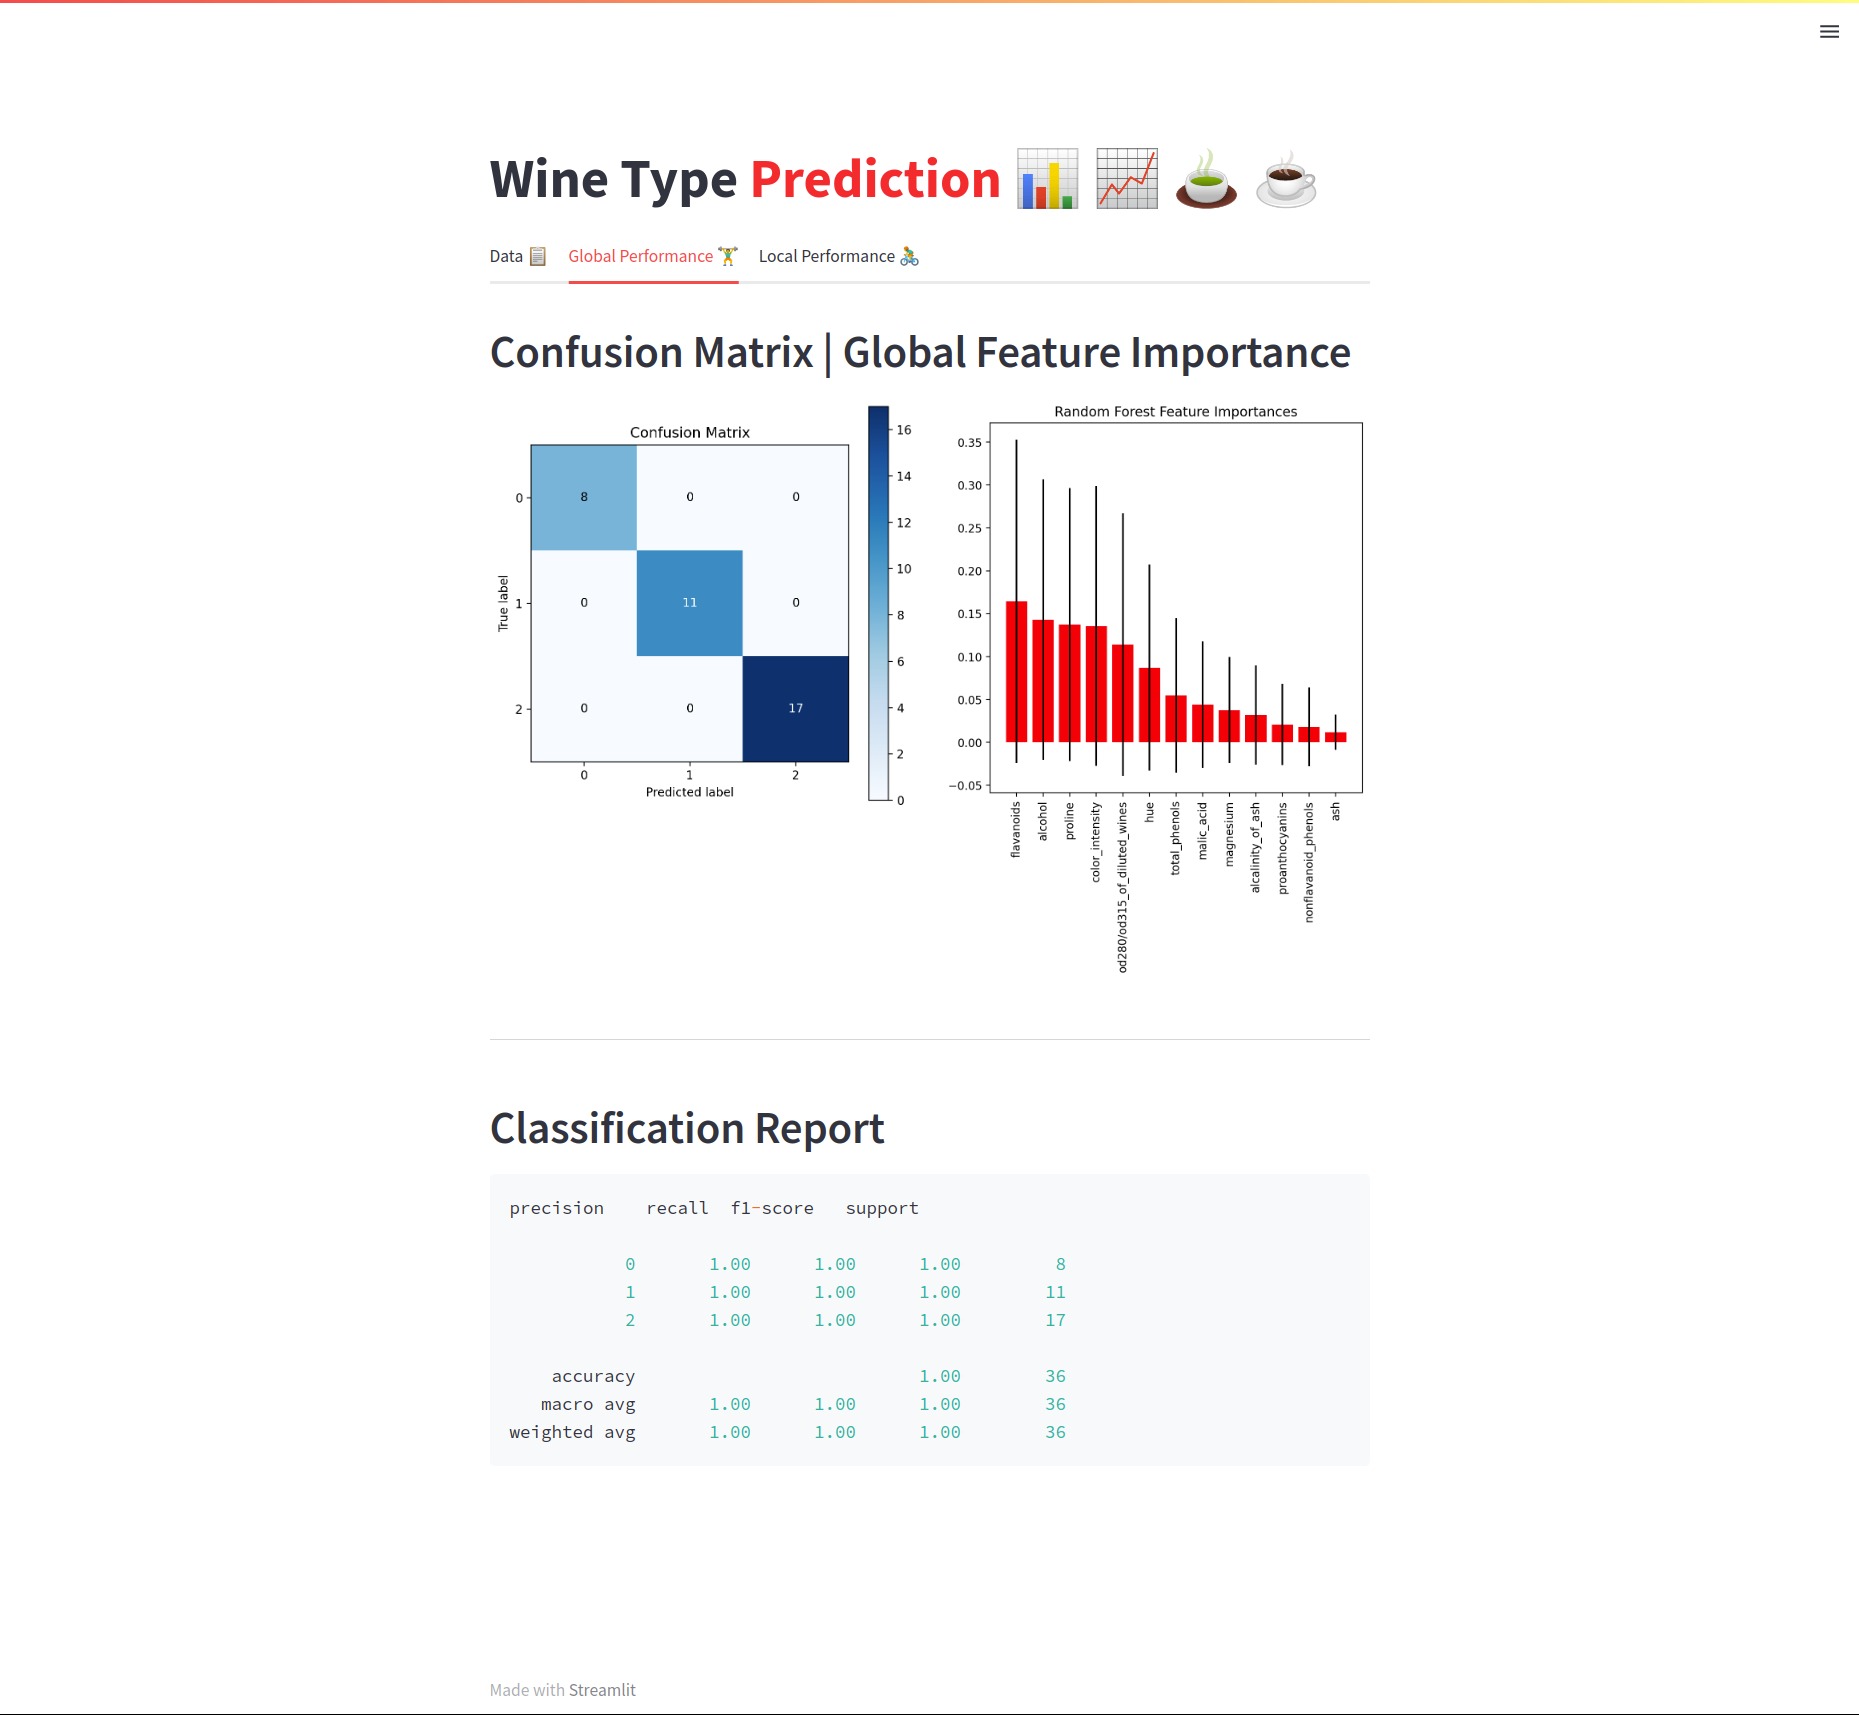 Wine Type Prediction
Data Global Performance Local Performance
Confusion Matrix | Global Feature Importance
Confusion Matrix
True label
0
1
2
8 0 0
0 11 0
0 0 17
0 1 2
Predicted label
16
14
12
10
8
6
4
2
0
Random Forest Feature Importances
0.35
0.30
0.25
0.20
0.15
0.10
0.05
0.00
−0.05
flavanoids
alcohol
proline
color_intensity
od280/od315_of_diluted_wines
hue
total_phenols
malic_acid
magnesium
alcalinity_of_ash
proanthocyanins
nonflavanoid_phenols
ash
Classification Report
precision recall f1-score support
0 1.00 1.00 1.00 8
1 1.00 1.00 1.00 11
2 1.00 1.00 1.00 17
accuracy 1.00 36
macro avg 1.00 1.00 1.00 36
weighted avg 1.00 1.00 1.00 36
Made with Streamlit